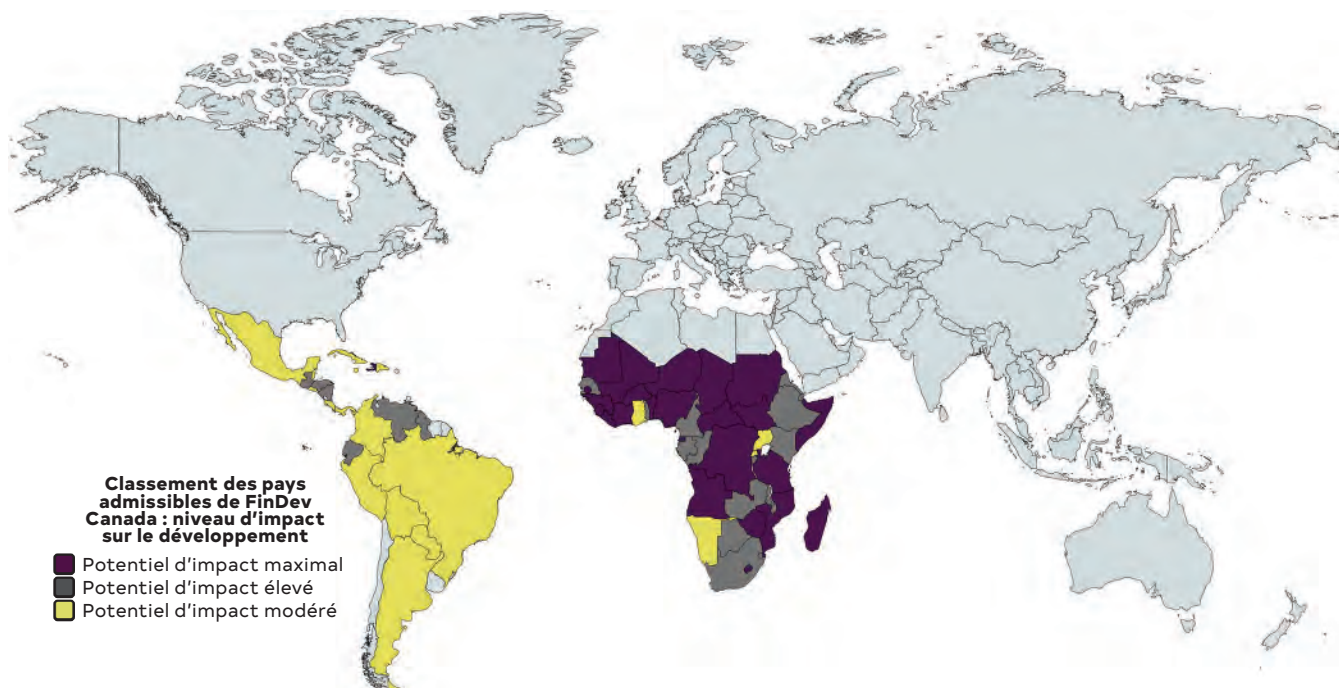 Classement des pays
admissibles de FinDev
Canada : niveau d’impact
sur le développement
Potentiel d’impact maximal
Potentiel d’impact élevé
Potentiel d’impact modéré